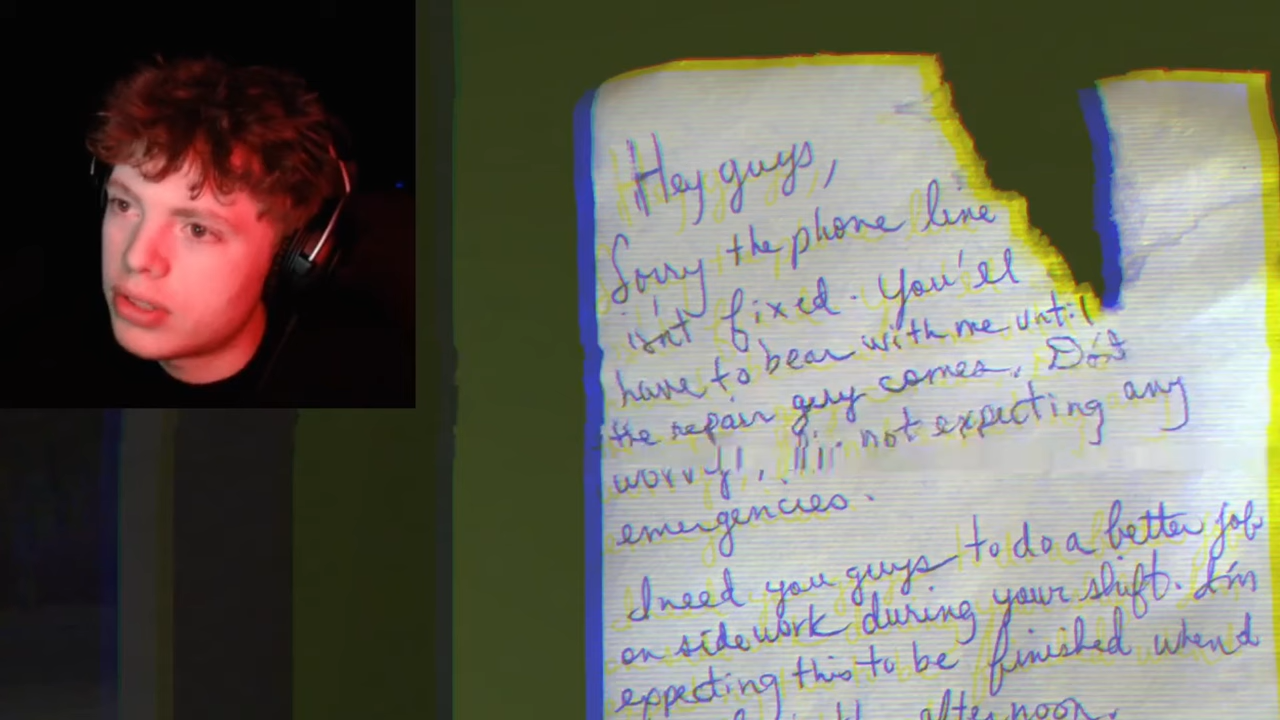 Hey guys,
Sorry the phone line
isnt fixed. You'll
have to bear with me until
the repair guy comes. Don't
worry!, not expecting any
emergencies.
I need you guys to do a better job
on sidework during your shift. I'm
expecting this to be finished when I
afternoon.